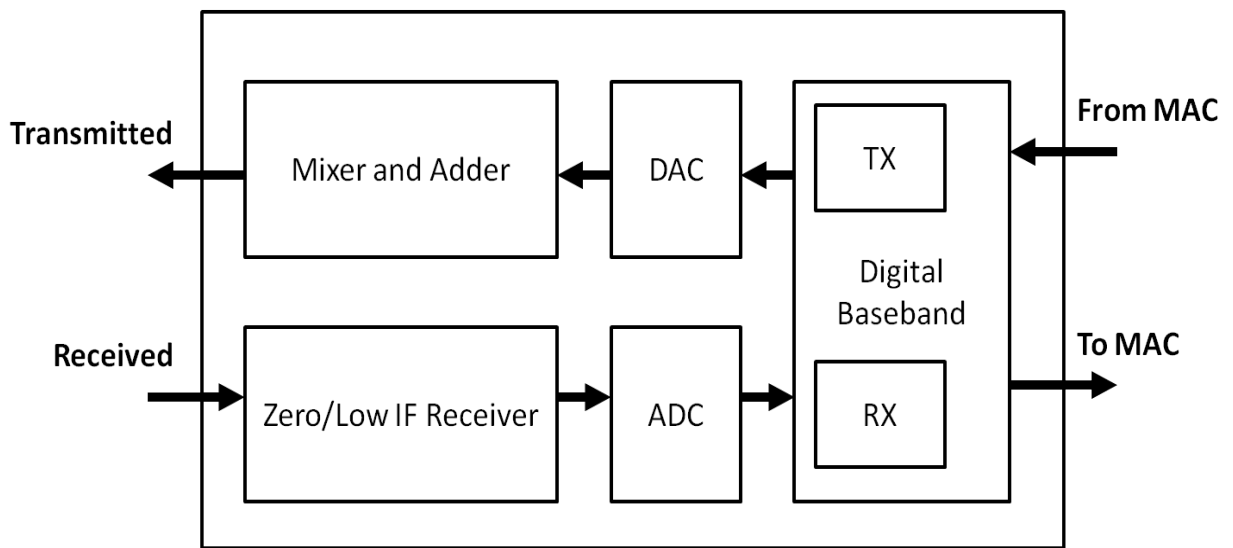 From MAC
Transmitted
Mixer and Adder
DAC
TX
Digital
Baseband
Received
To MAC
Zero/Low IF Receiver
ADC
RX